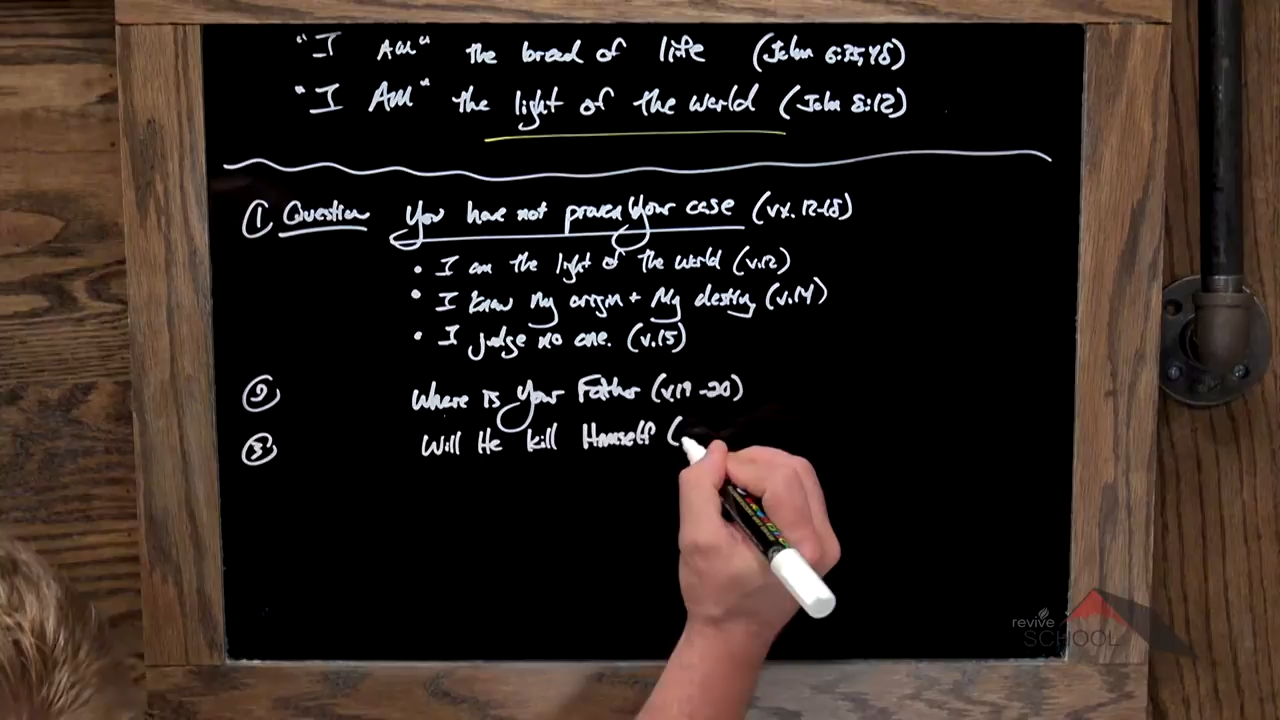 "I AM" the bread of life (John 6:35,48)
"I AM" the light of the world (John 8:12)
① Question You have not proven Your case (vx. 12-18)
• I am the light of the world (v.12)
• I know My origin + My destiny (v.14)
• I judge no one. (v.15)
② Where is Your Father (v.19-20)
③ Will He kill Himself (
revive
SCHOOL